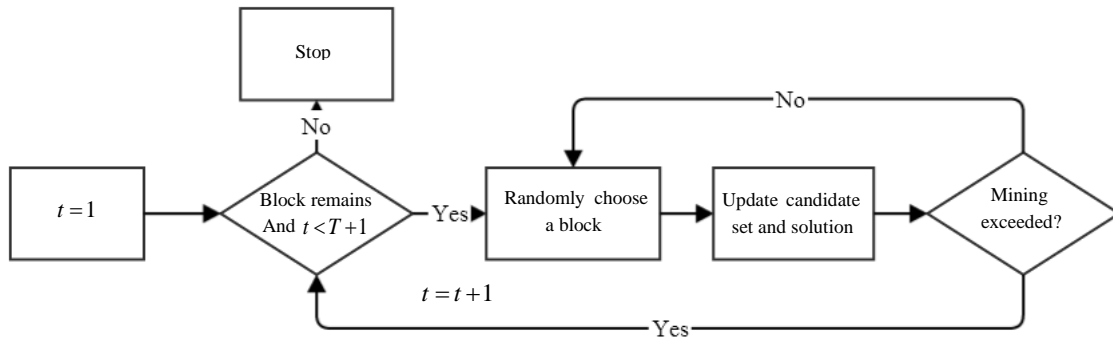 Stop
No
No
t = 1
Block remains
And t < T + 1
Yes
Randomly choose
a block
Update candidate
set and solution
Mining
exceeded?
t = t + 1
Yes